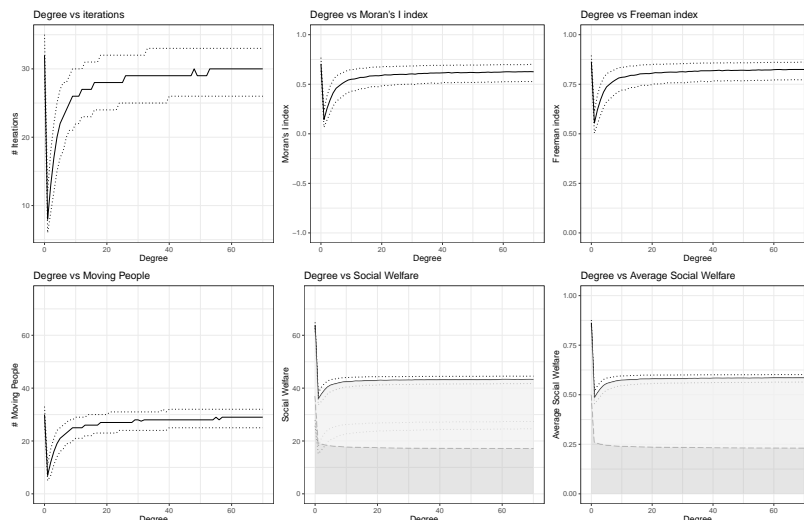 Degree vs iterations
30
20
10
0
20
40
60
Degree
# Iterations
Degree vs Moran's I index
1.0
0.5
0.0
−0.5
−1.0
0
20
40
60
Degree
Moran's I index
Degree vs Freeman index
1.00
0.75
0.50
0.25
0.00
0
20
40
60
Degree
Freeman index
Degree vs Moving People
60
40
20
0
0
20
40
60
Degree
# Moving People
Degree vs Social Welfare
60
40
20
0
0
20
40
60
Degree
Social Welfare
Degree vs Average Social Welfare
1.00
0.75
0.50
0.25
0.00
0
20
40
60
Degree
Average Social Welfare